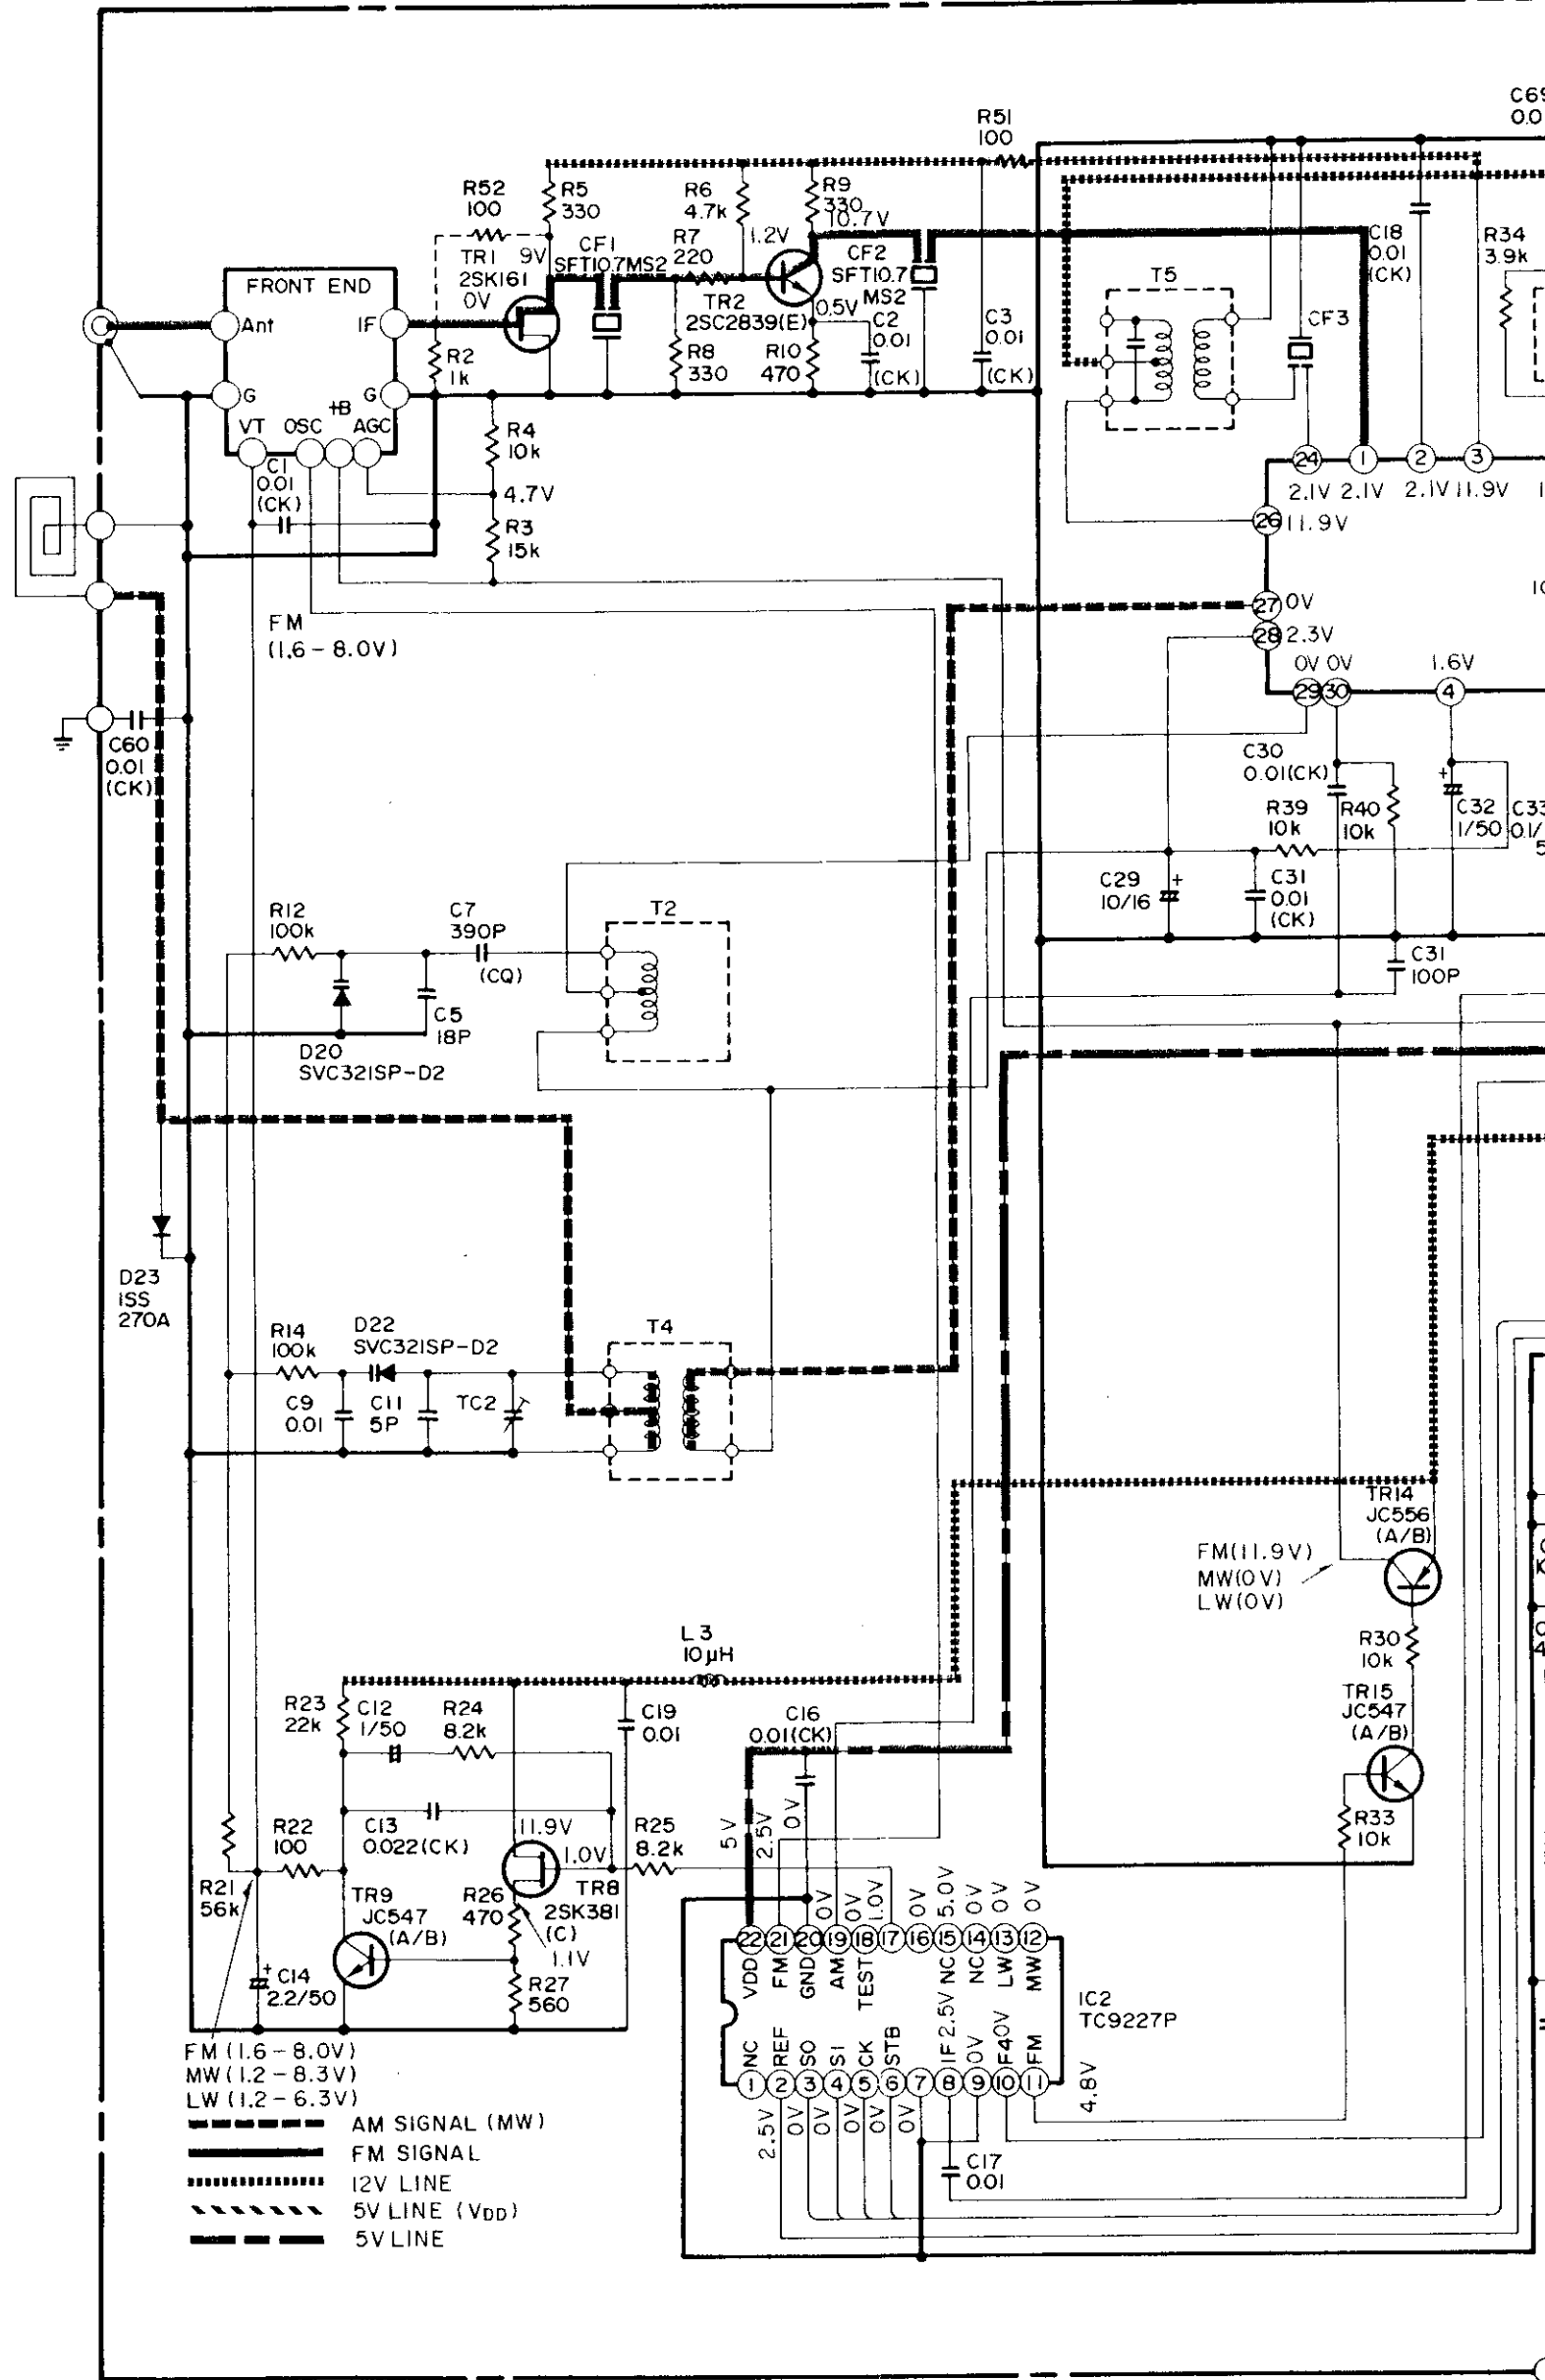 C69
0.0
R51
100
R52
100
R5
330
R6
4.7k
R9
330
10.7V
TR1
2SK161
0V
9V
CF1
SFT10.7MS2
R7
220
1.2V
CF2
SFT10.7
MS2
C18
0.01
(CK)
R34
3.9k
T5
FRONT END
Ant
IF
G
G
VT
OSC
+B
AGC
TR2
2SC2839(E)
0.5V
C2
0.01
(CK)
C3
0.01
(CK)
CF3
R2
1k
R8
330
R10
470
C1
0.01
(CK)
R4
10k
4.7V
R3
15k
24
1
2
3
2.1V
2.1V
2.1V
11.9V
26
11.9V
FM
(1.6-8.0V)
27
0V
28
2.3V
0V
0V
1.6V
29
30
4
C60
0.01
(CK)
C30
0.01(CK)
R39
10k
R40
10k
C32
1/50
C33
0.1/
5
C29
10/16
+
+
C31
0.01
(CK)
R12
100k
C7
390P
(CQ)
T2
C31
100P
C5
18P
D20
SVC321SP-D2
D23
ISS
270A
R14
100k
D22
SVC321SP-D2
T4
C9
0.01
C11
5P
TC2
TR14
JC556
(A/B)
FM(11.9V)
MW(0V)
LW(0V)
R30
10k
L3
10μH
TR15
JC547
(A/B)
R23
22k
C12
1/50
R24
8.2k
C19
0.01
C16
0.01(CK)
R33
10k
R22
100
C13
0.022(CK)
11.9V
1.0V
R25
8.2k
5V
2.5V
0V
R21
56k
TR9
JC547
(A/B)
R26
470
TR8
2SK381
(C)
1.1V
0V
0V
1.0V
0V
5.0V
0V
0V
0V
22
21
20
19
18
17
16
15
14
13
12
VDD
FM
GND
AM
TEST
NC
NC
LW
MW
C14
2.2/50
+
R27
560
IC2
TC9227P
NC
REF
SO
SI
CK
STB
IF
2.5V
0V
IF40V
FM
1
2
3
4
5
6
7
8
9
10
11
2.5V
0V
0V
0V
0V
0V
4.8V
C17
0.01
FM (1.6-8.0V)
MW (1.2-8.3V)
LW (1.2-6.3V)
AM SIGNAL (MW)
FM SIGNAL
12V LINE
5V LINE (VDD)
5V LINE